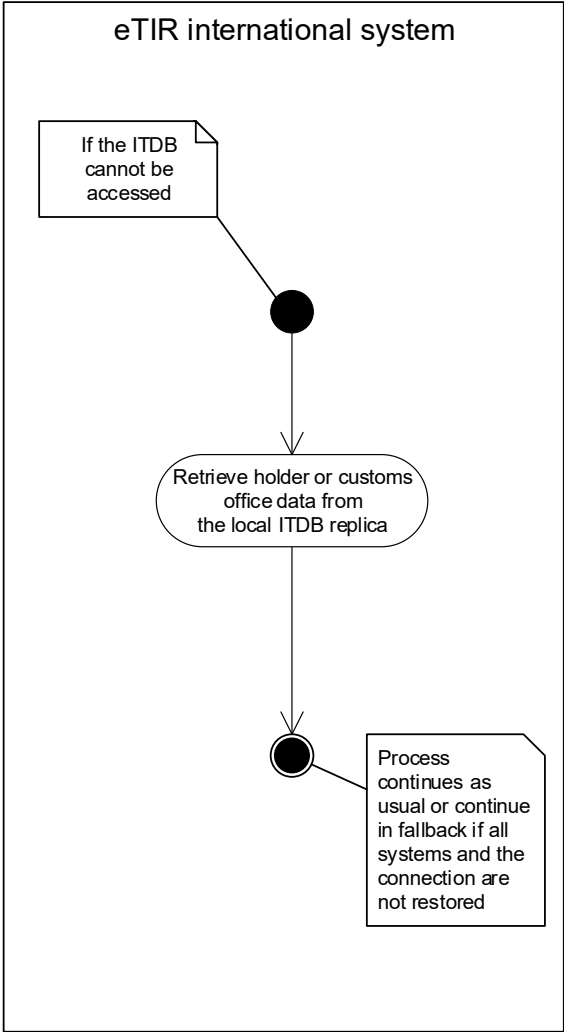 eTIR international system
If the ITDB
cannot be
accessed
Retrieve holder or customs
office data from
the local ITDB replica
Process
continues as
usual or continue
in fallback if all
systems and the
connection are
not restored